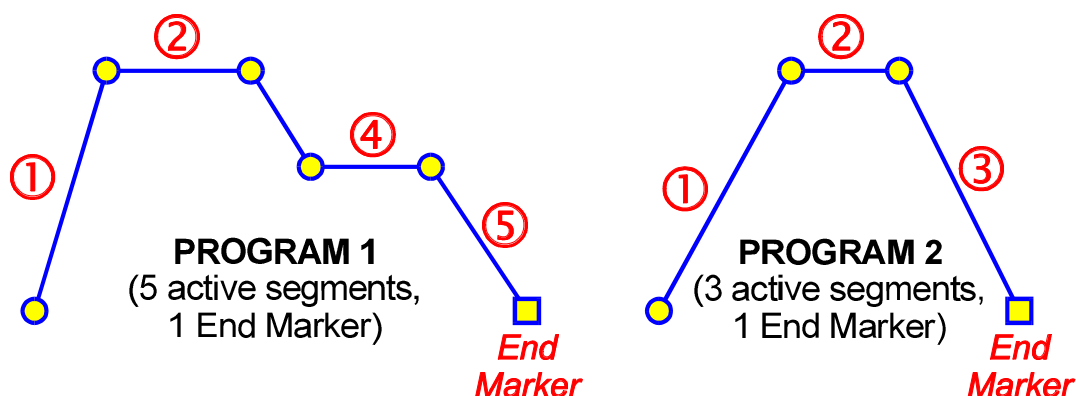 ② ②
④
① ① ③
⑤
PROGRAM 1
(5 active segments,
1 End Marker)
PROGRAM 2
(3 active segments,
1 End Marker)
End
Marker
End
Marker